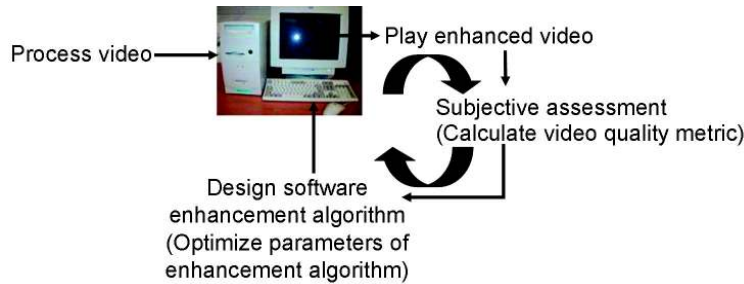 Process video
Play enhanced video
Subjective assessment
(Calculate video quality metric)
Design software
enhancement algorithm
(Optimize parameters of
enhancement algorithm)